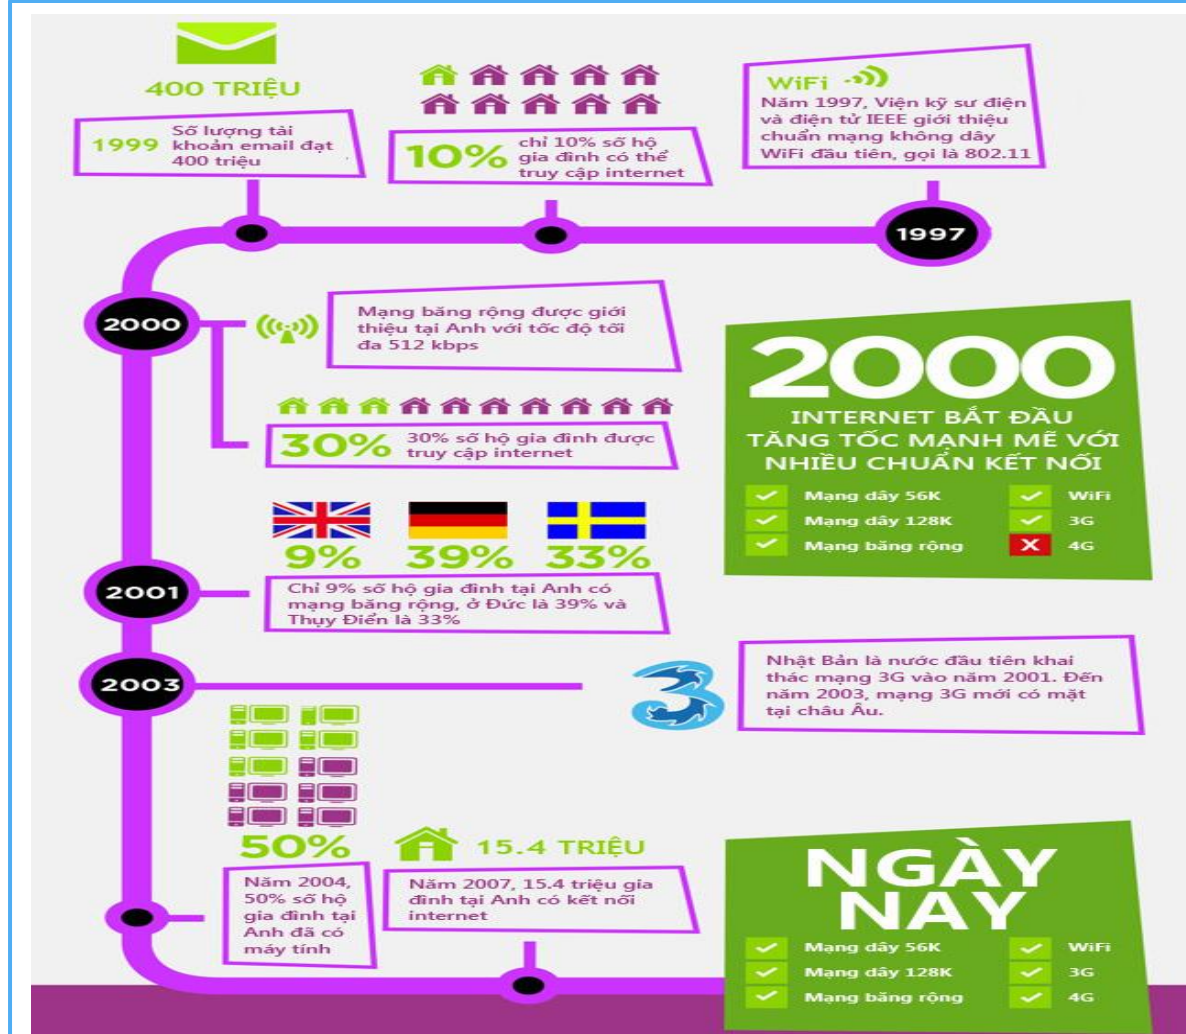 400 TRIỆU
1999
Số lượng tài
khoản email đạt
400 triệu
10%
chỉ 10% số hộ
gia đình có thể
truy cập internet
WiFi
Năm 1997, Viện kỹ sư điện
và điện tử IEEE giới thiệu
chuẩn mạng không dây
WiFi đầu tiên, gọi là 802.11
1997
2000
Mạng băng rộng được giới
thiệu tại Anh với tốc độ tối
đa 512 kbps
30%
30% số hộ gia đình được
truy cập internet
2000
INTERNET BẮT ĐẦU
TĂNG TỐC MẠNH MẼ VỚI
NHIỀU CHUẨN KẾT NỐI
Mạng dây 56K
WiFi
Mạng dây 128K
3G
Mạng băng rộng
X 4G
9% 39% 33%
2001
Chỉ 9% số hộ gia đình tại Anh có
mạng băng rộng, ở Đức là 39% và
Thụy Điển là 33%
2003
3
Nhật Bản là nước đầu tiên khai
thác mạng 3G vào năm 2001. Đến
năm 2003, mạng 3G mới có mặt
tại châu Âu.
50%
Năm 2004,
50% số hộ
gia đình tại
Anh đã có
máy tính
15.4 TRIỆU
Năm 2007, 15.4 triệu gia
đình tại Anh có kết nối
internet
NGÀY
NAY
Mạng dây 56K
WiFi
Mạng dây 128K
3G
Mạng băng rộng
4G